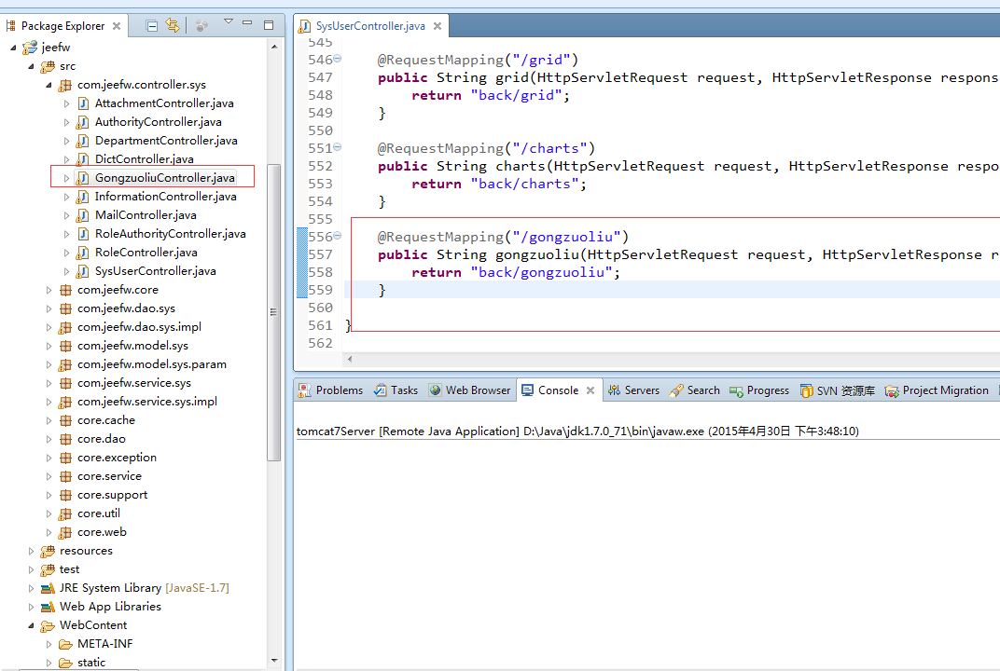 Package Explorer
jeefw
src
com.jeefw.controller.sys
AttachmentController.java
AuthorityController.java
DepartmentController.java
DictController.java
GongzuoliuController.java
InformationController.java
MailController.java
RoleAuthorityController.java
RoleController.java
SysUserController.java
com.jeefw.core
com.jeefw.dao.sys
com.jeefw.dao.sys.impl
com.jeefw.model.sys
com.jeefw.model.sys.param
com.jeefw.service.sys
com.jeefw.service.sys.impl
core.cache
core.dao
core.exception
core.service
core.support
core.util
core.web
resources
test
JRE System Library [JavaSE-1.7]
Web App Libraries
WebContent
META-INF
static
SysUserController.java
545
546 @RequestMapping("/grid")
547 public String grid(HttpServletRequest request, HttpServletResponse respons
548 return "back/grid";
549 }
550
551 @RequestMapping("/charts")
552 public String charts(HttpServletRequest request, HttpServletResponse respo
553 return "back/charts";
554 }
555
556 @RequestMapping("/gongzuoliu")
557 public String gongzuoliu(HttpServletRequest request, HttpServletResponse r
558 return "back/gongzuoliu";
559 }
560
561 }
562
Problems Tasks Web Browser Console Servers Search Progress SVN 资源库 Project Migration
tomcat7Server [Remote Java Application] D:\Java\jdk1.7.0_71\bin\javaw.exe (2015年4月30日 下午3:48:10)